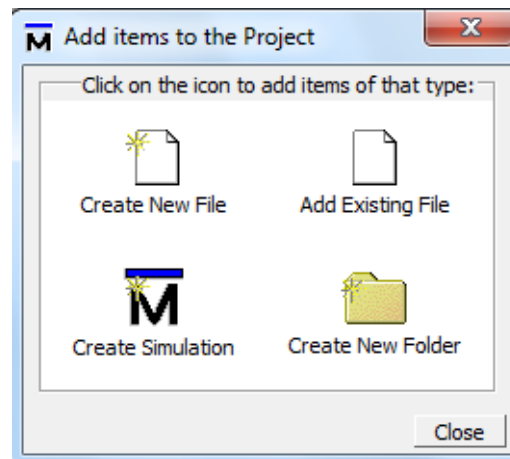 Add items to the Project
Click on the icon to add items of that type:
Create New File
Add Existing File
Create Simulation
Create New Folder
Close